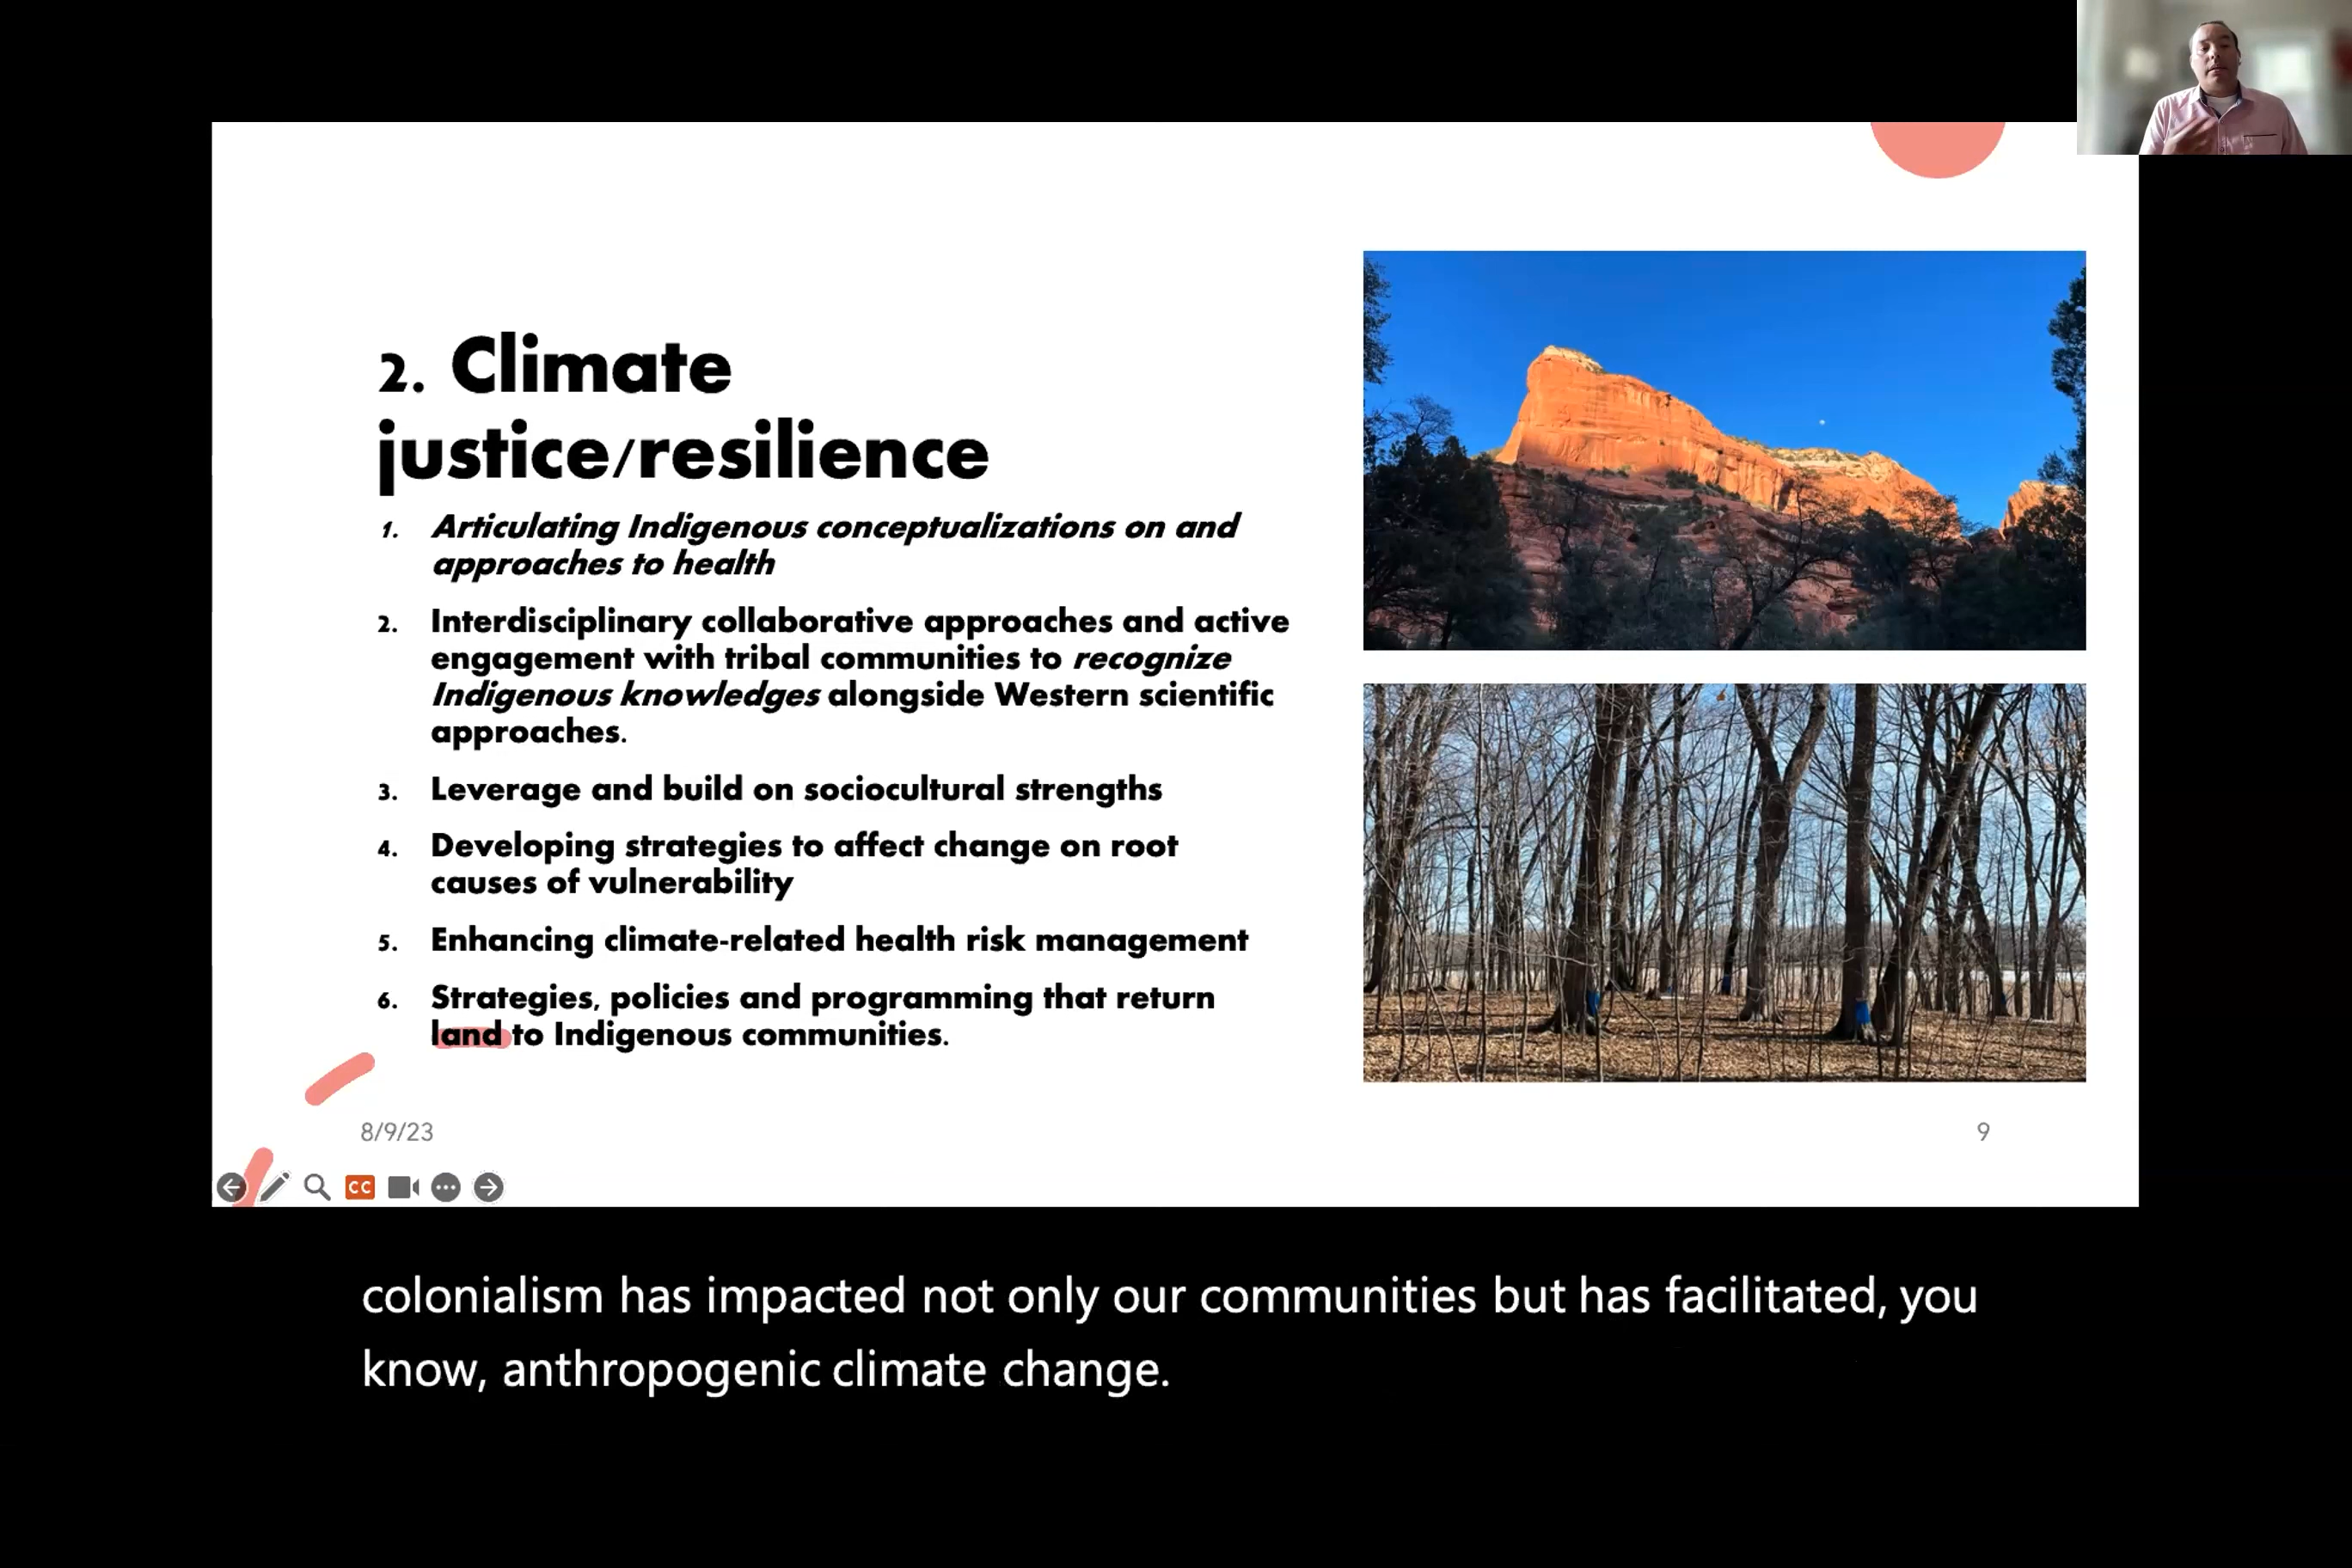 2. Climate
justice/resilience
1. Articulating Indigenous conceptualizations on and
approaches to health
2. Interdisciplinary collaborative approaches and active
engagement with tribal communities to recognize
Indigenous knowledges alongside Western scientific
approaches.
3. Leverage and build on sociocultural strengths
4. Developing strategies to affect change on root
causes of vulnerability
5. Enhancing climate-related health risk management
6. Strategies, policies and programming that return
land to Indigenous communities.
8/9/23
9
CC
colonialism has impacted not only our communities but has facilitated, you
know, anthropogenic climate change.